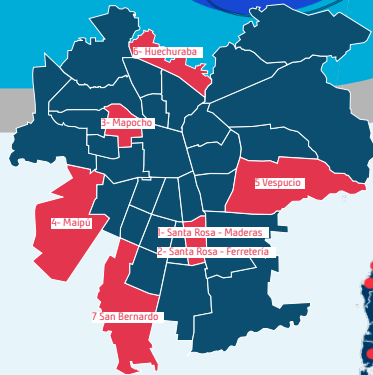 6- Huechuraba
3- Mapocho
5 Vespucio
4- Maipú
1- Santa Rosa - Maderas
2- Santa Rosa - Ferretería
7 San Bernardo